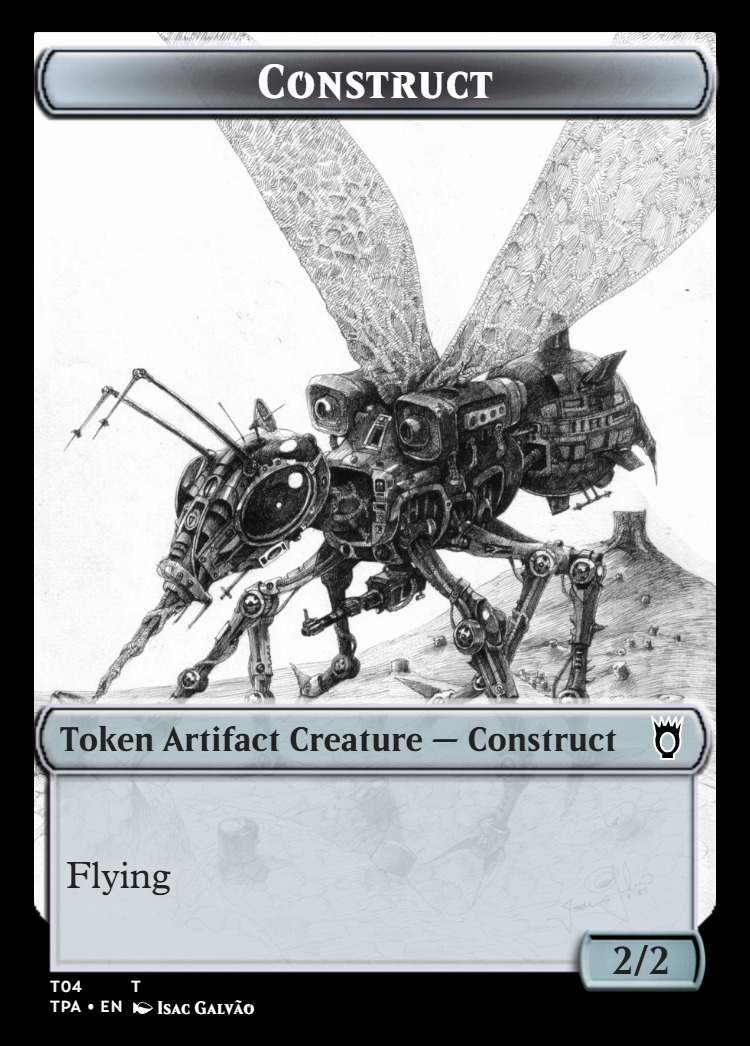 Construct
Token Artifact Creature — Construct
Flying
2/2
T04 T
TPA • EN Isac Galvão